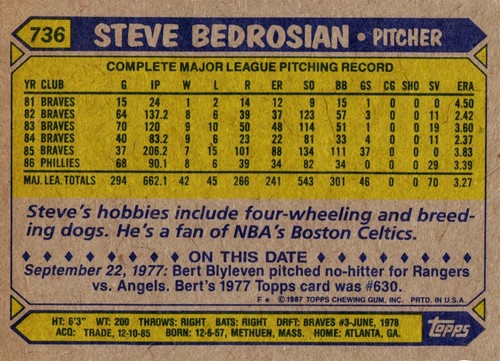 736 STEVE BEDROSIAN • PITCHER
COMPLETE MAJOR LEAGUE PITCHING RECORD
YR CLUB G IP W L R ER SO BB GS CG SHO SV ERA
81 BRAVES 15 24 1 2 14 12 9 15 1 0 0 0 4.50
82 BRAVES 64 137.2 8 6 39 37 123 57 3 0 0 11 2.42
83 BRAVES 70 120 9 10 50 48 114 51 1 0 0 19 3.60
84 BRAVES 40 83.2 9 6 23 22 81 33 4 0 0 11 2.37
85 BRAVES 37 206.2 7 15 101 88 134 111 37 0 0 0 3.83
86 PHILLIES 68 90.1 8 6 39 34 82 34 0 0 0 29 3.39
MAJ. LEA. TOTALS 294 662.1 42 45 266 241 543 301 46 0 0 70 3.27
Steve's hobbies include four-wheeling and breed-
ing dogs. He's a fan of NBA's Boston Celtics.
ON THIS DATE
September 22, 1977: Bert Blyleven pitched no-hitter for Rangers
vs. Angels. Bert's 1977 Topps card was #630.
F* ©1987 TOPPS CHEWING GUM, INC. PRTD. IN U.S.A.
HT: 6'3" WT: 200 THROWS: RIGHT BATS: RIGHT DRFT: BRAVES #3-JUNE, 1978
ACQ: TRADE, 12-10-85 BORN: 12-6-57, METHUEN, MASS. HOME: ATLANTA, GA.
Topps